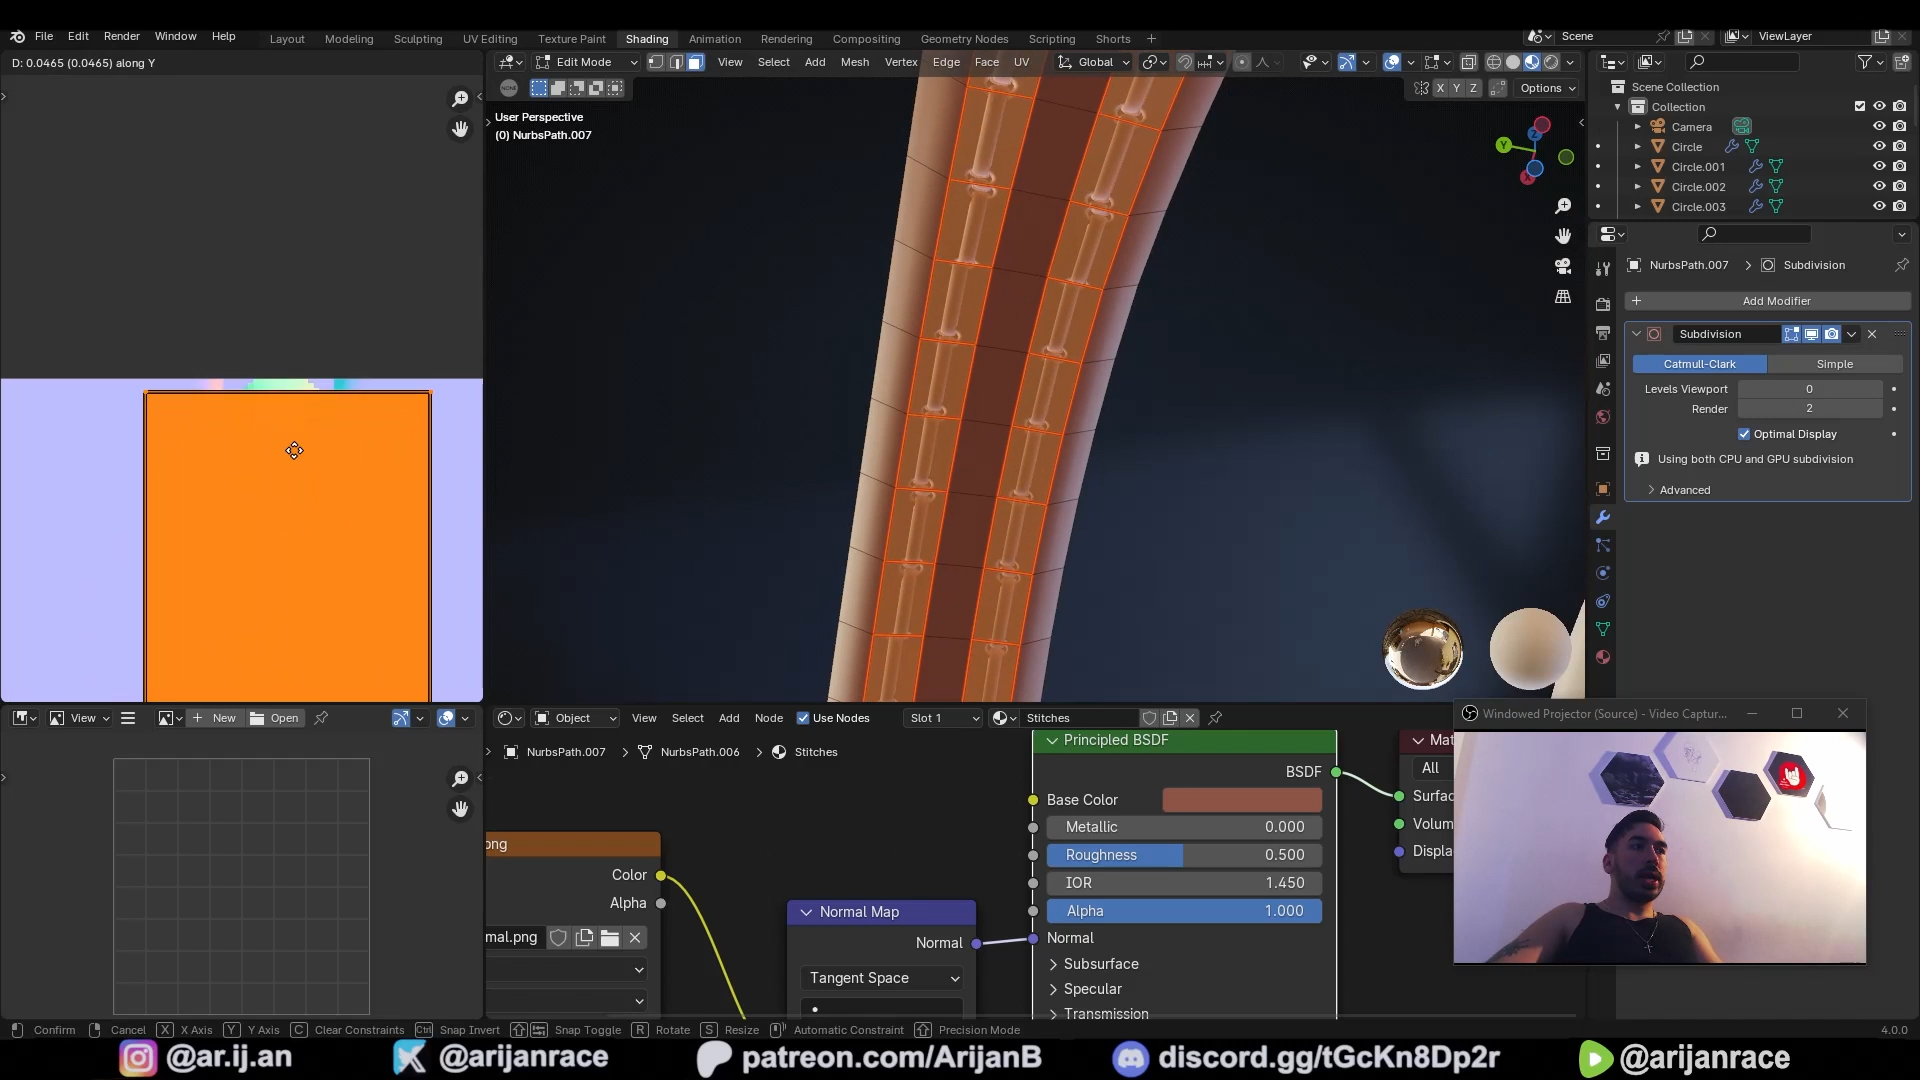 File Edit Render Window Help Layout Modeling Sculpting UV Editing Texture Paint Shading Animation Rendering Compositing Geometry Nodes Scripting Shorts + Scene ViewLayer
D: 0.0465 (0.0465) along Y
Edit Mode View Select Add Mesh Vertex Edge Face UV Global
X Y Z Options
User Perspective
(0) NurbsPath.007
Scene Collection
Collection
Camera
Circle
Circle.001
Circle.002
Circle.003
NurbsPath.007 > Subdivision
+ Add Modifier
Subdivision
Catmull-Clark Simple
Levels Viewport 0
Render 2
Optimal Display
Using both CPU and GPU subdivision
Advanced
View + New Open
Object View Select Add Node Use Nodes Slot 1 Stitches
NurbsPath.007 > NurbsPath.006 > Stitches
Principled BSDF
BSDF
Base Color
Metallic 0.000
Roughness 0.500
IOR 1.450
Alpha 1.000
Normal
Subsurface
Specular
Transmission
ong
Color
Alpha
mal.png
Normal Map
Normal
Tangent Space
Mat
All
Surfac
Volum
Displa
Windowed Projector (Source) - Video Captur...
Confirm Cancel X X Axis Y Y Axis C Clear Constraints Ctrl Snap Invert Snap Toggle R Rotate S Resize Automatic Constraint Precision Mode 4.0.0
@ar.ij.an @arijanrace patreon.com/ArijanB discord.gg/tGcKn8Dp2r @arijanrace